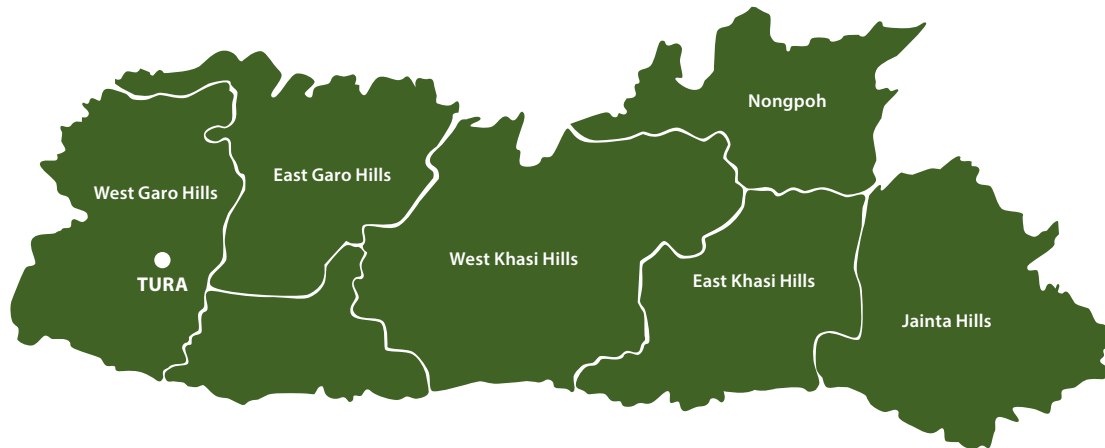 Nongpoh
East Garo Hills
West Garo Hills
West Khasi Hills
TURA
East Khasi Hills
Jainta Hills